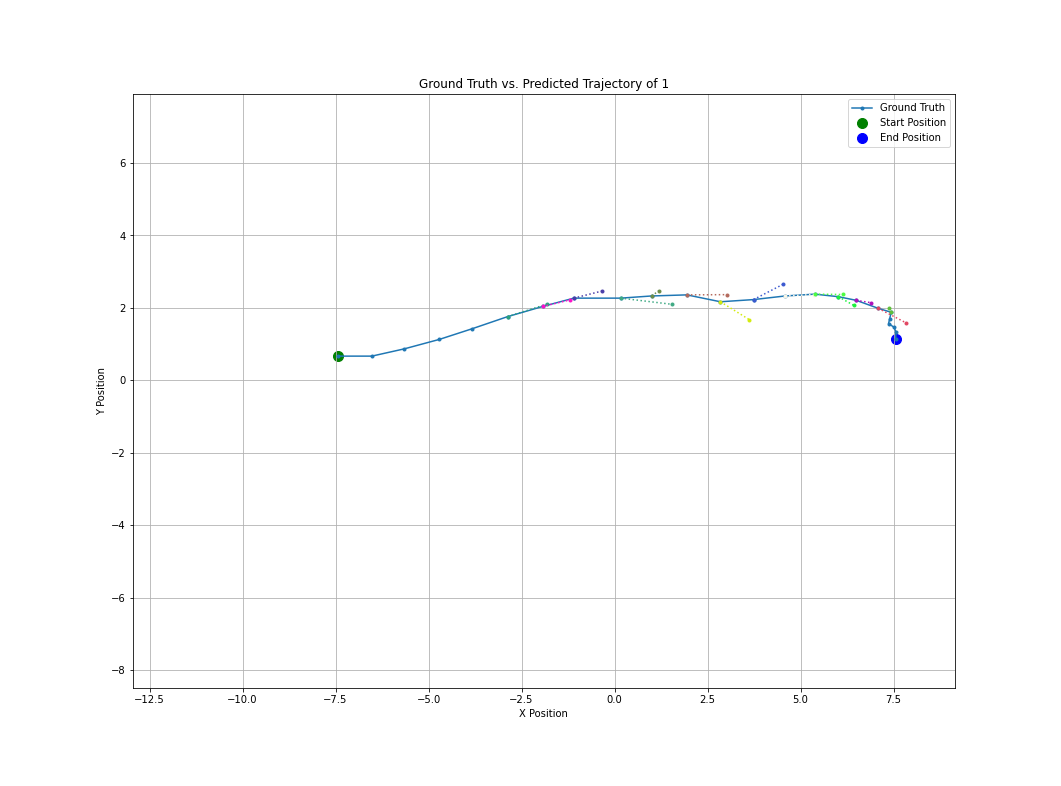 Ground Truth vs. Predicted Trajectory of 1
Ground Truth
Start Position
End Position
6
4
2
0
−2
−4
−6
−8
Y Position
−12.5 −10.0 −7.5 −5.0 −2.5 0.0 2.5 5.0 7.5
X Position